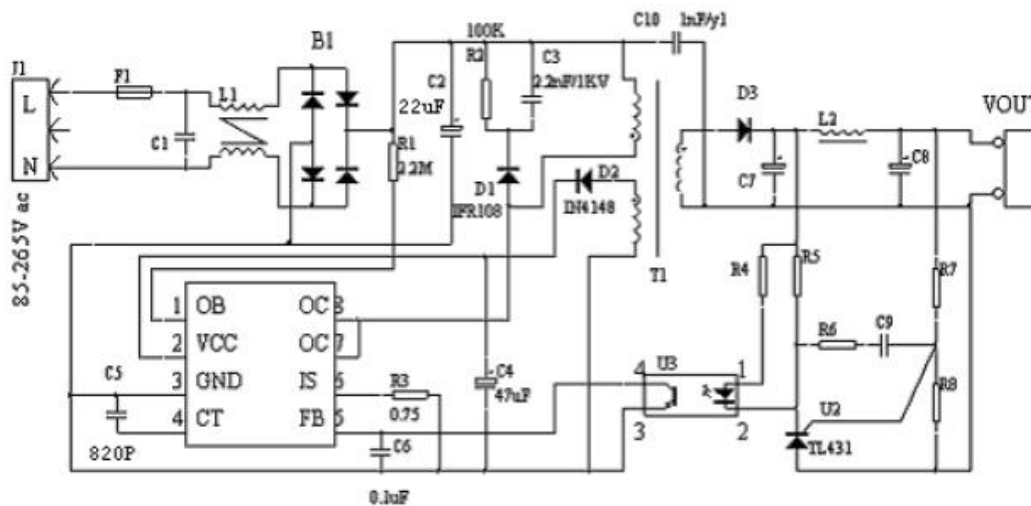 J1
L
N
85-265V ac
F1
C1
L1
B1
R1
2.2M
C2
22uF
100K
R2
C3
2.2nF/1KV
C10 1nF/y1
D1
D2
IN4148
T1
D3
C7
L2
C8
VOUT
1 OB OC 8
2 VCC OC 7
3 GND IS 6
4 CT FB 5
C5
820P
R3
0.75
C6
0.1uF
C4
47uF
U3
4 1
3 2
R4
R5
R6
C9
R7
R8
U2
TL431